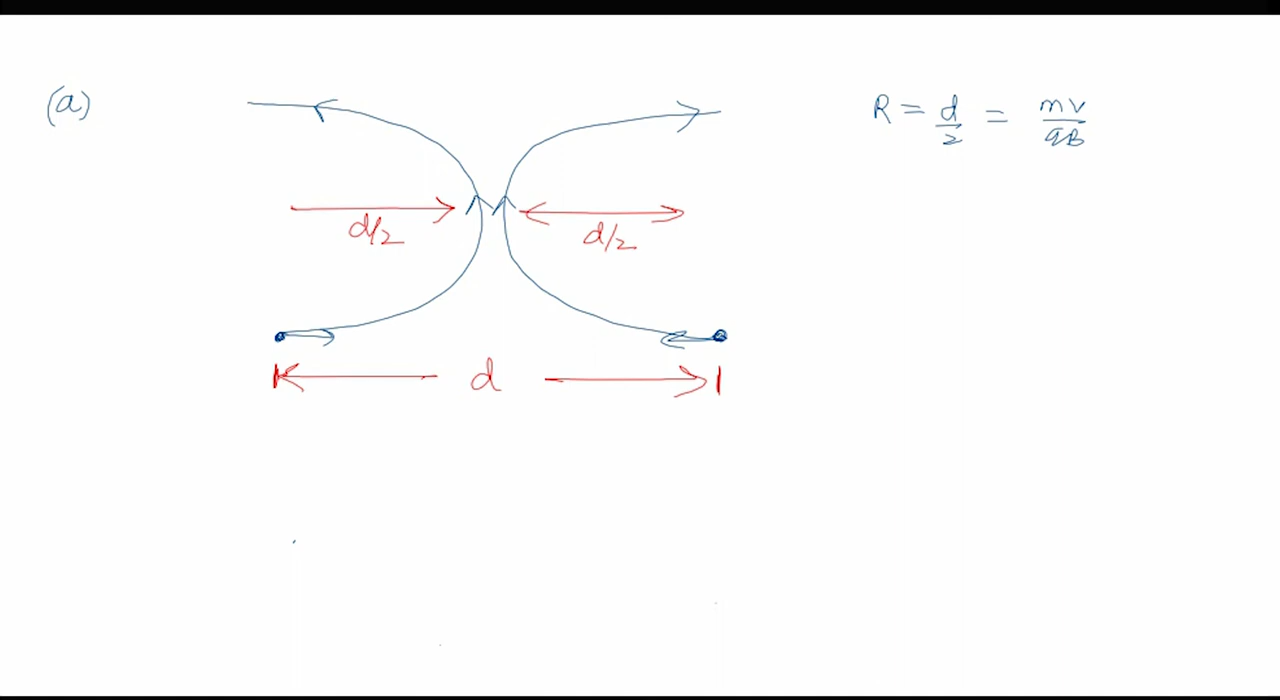 (a)
R = d/2 = mv/qB
d/2 d/2
d